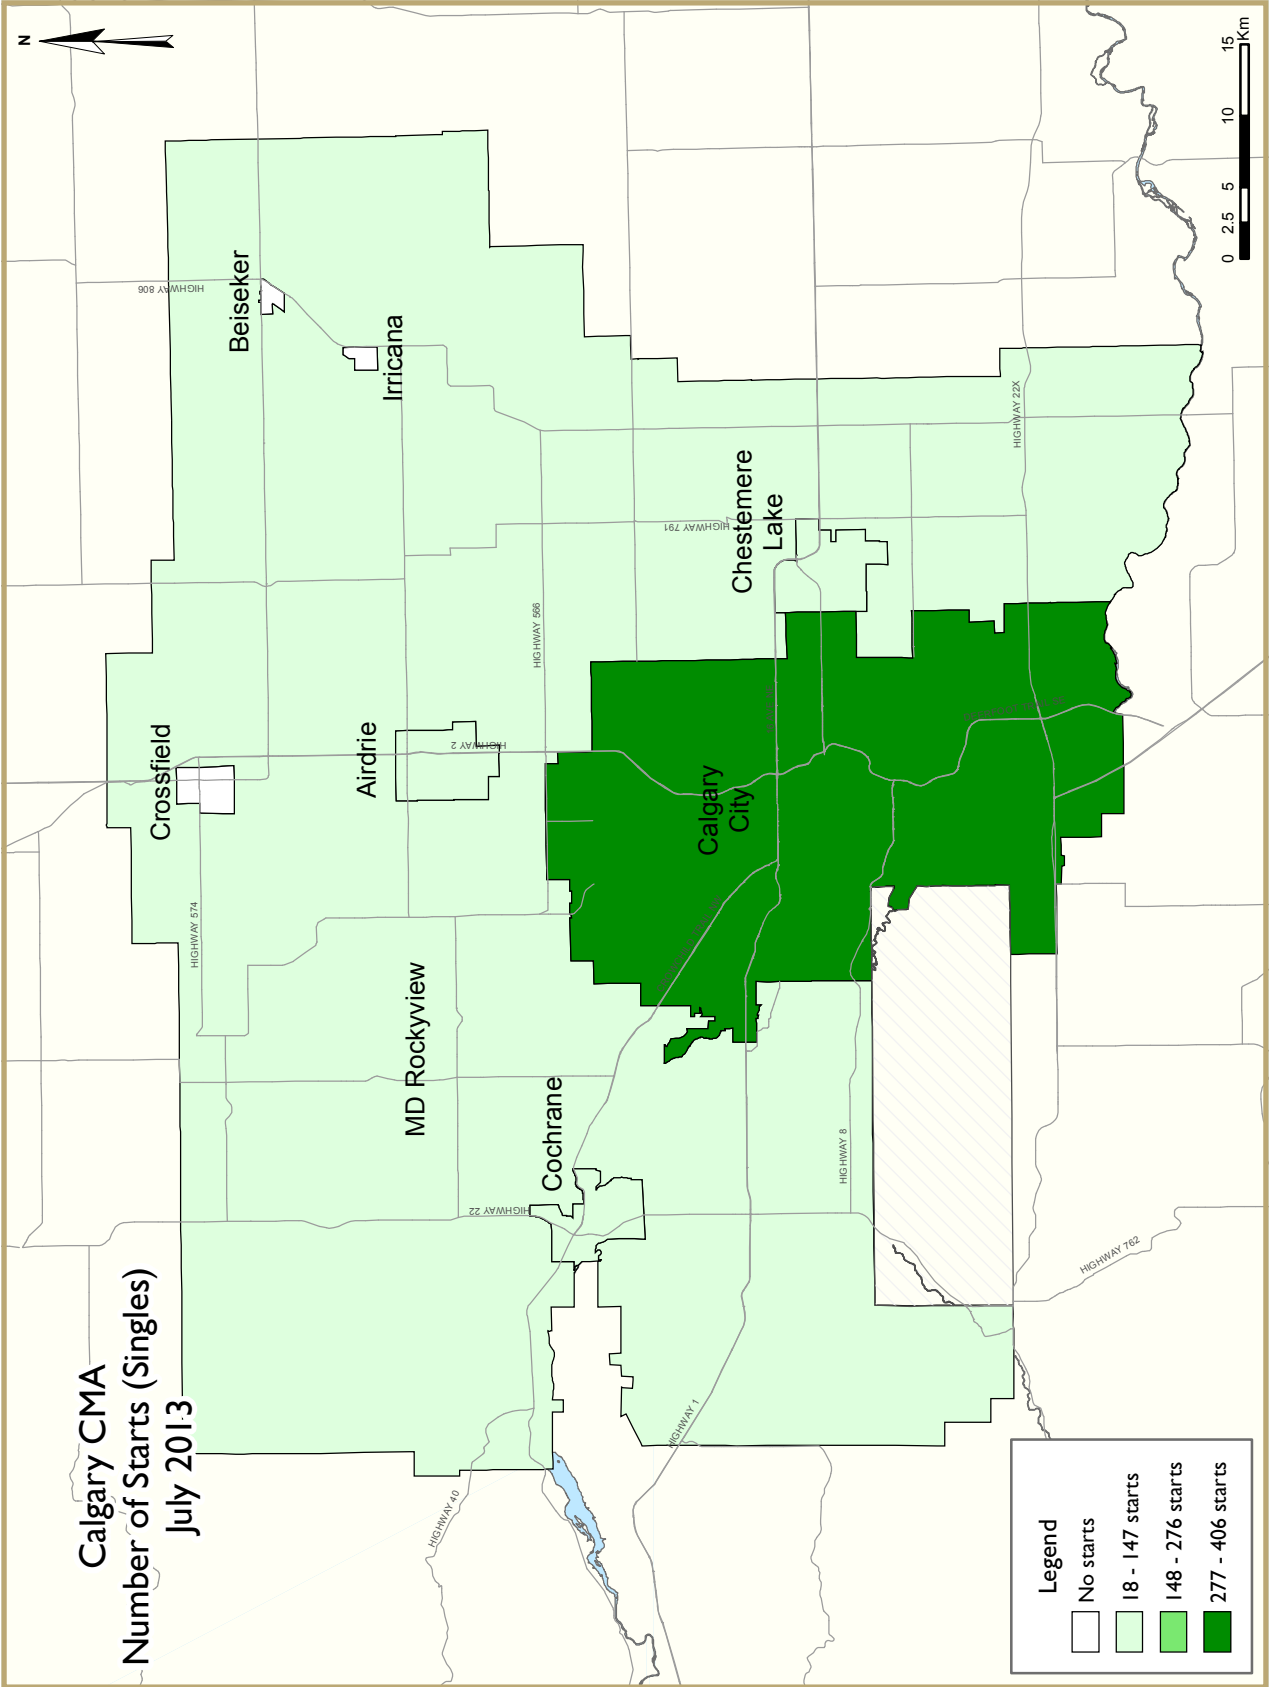 Calgary CMA
Number of Starts (Singles)
July 2013
N
HIGHWAY 806
Beiseker
Irricana
Crossfield
HIGHWAY 574
Airdrie
HIGHWAY 2
HIGHWAY 566
MD Rockyview
Cochrane
HIGHWAY 22
HIGHWAY 40
HIGHWAY 791
Chestemere
Lake
Calgary
City
HIGHWAY 1
HIGHWAY 8
HIGHWAY 22X
HIGHWAY 762
Legend
No starts
18 - 147 starts
148 - 276 starts
277 - 406 starts
0 2.5 5 10 15
Km